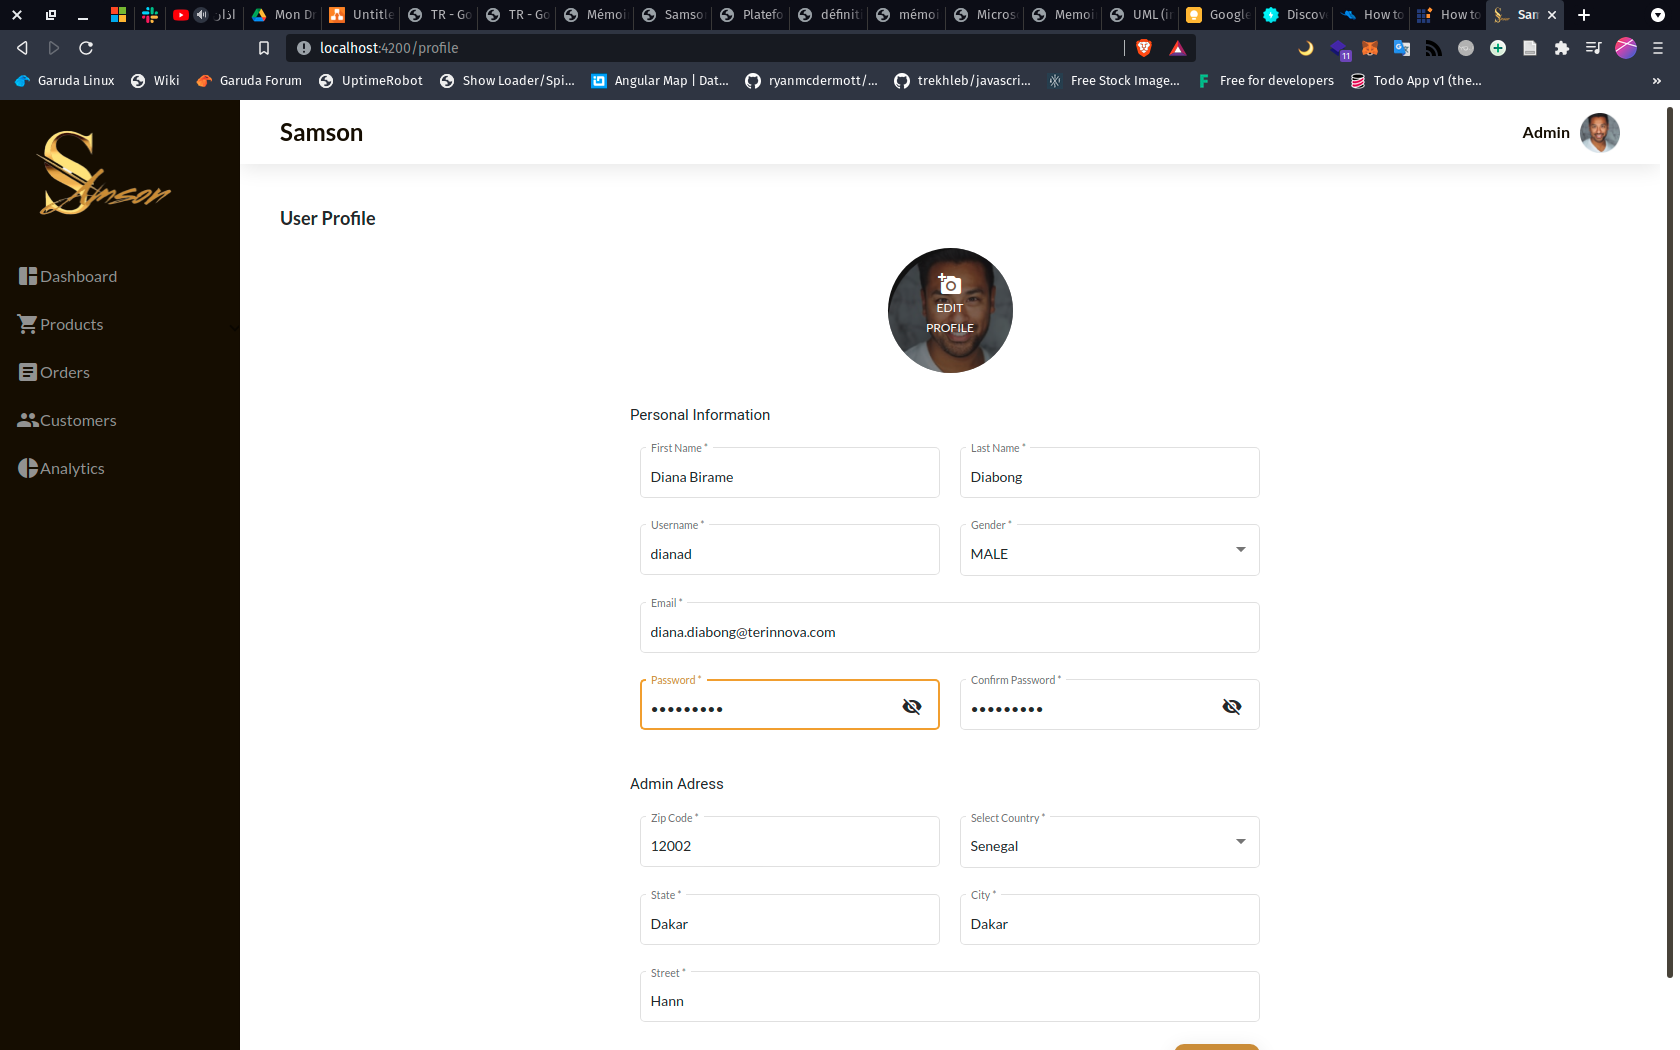 اذار
Mon Dr
Untitle
TR - Go
TR - Go
Mémoi
Samso
Platefo
définiti
mémoi
Micros
Memoi
UML (in
Google
Discov
How to
How to
Sam
localhost:4200/profile
11
Garuda Linux
Wiki
Garuda Forum
UptimeRobot
Show Loader/Spi...
Angular Map | Dat...
ryanmcdermott/...
trekhleb/javascri...
Free Stock Image...
Free for developers
Todo App v1 (the...
»
Samson
Samson
Admin
Dashboard
Products
Orders
Customers
Analytics
User Profile
EDIT
PROFILE
Personal Information
First Name *
Diana Birame
Last Name *
Diabong
Username *
dianad
Gender *
MALE
Email *
diana.diabong@terinnova.com
Password *
•••••••••
Confirm Password *
•••••••••
Admin Adress
Zip Code *
12002
Select Country *
Senegal
State *
Dakar
City *
Dakar
Street *
Hann